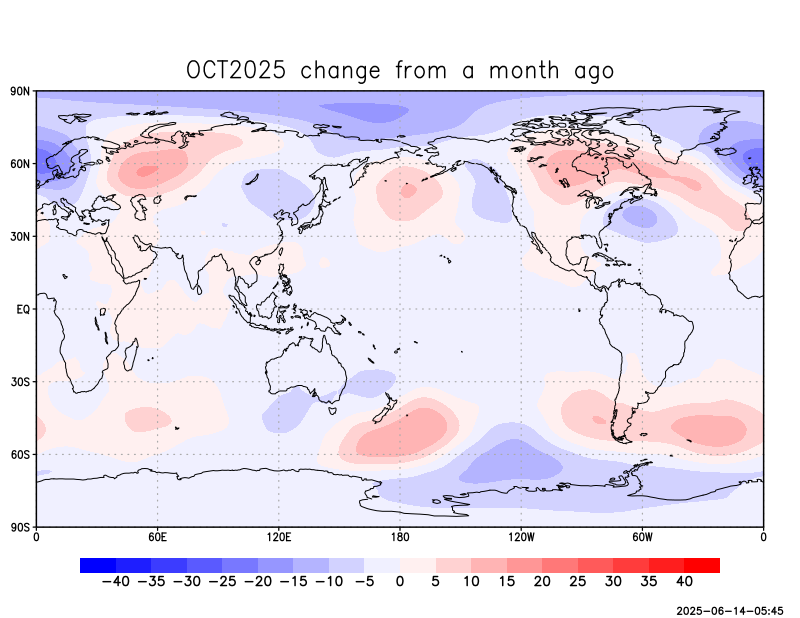 OCT2025 change from a month ago
90N
60N
30N
EQ
30S
60S
90S
0 60E 120E 180 120W 60W 0
−40 −35 −30 −25 −20 −15 −10 −5 0 5 10 15 20 25 30 35 40
2025-06-14-05:45